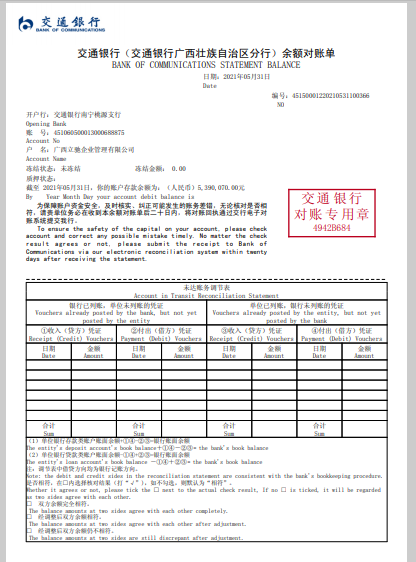 交通银行
BANK OF COMMUNICATIONS
交通银行（交通银行广西壮族自治区分行）余额对账单
BANK OF COMMUNICATIONS STATEMENT BALANCE
日期：2021年05月31日
Date
编号：45150001220210531100366
NO
开户行：交通银行南宁桃源支行
Opening Bank
账 号：451060500013000688875
Account No
户 名：广西立驰企业管理有限公司
Account Name
冻结状态：未冻结 冻结金额： 0.00
质押状态：
截至 2021年05月31日，你的账户存款余额为：（人民币）5,390,070.00元
By Year Month Day your account debit balance is
为保障账户资金安全，及时核实、纠正可能发生的账务差错，无论核对是否相
符，请贵单位务必在收到本余额对账单后二十日内，将对账回执通过交行电子对
账系统提交我行。
To ensure the safety of the capital on your account, please check
account and correct any possible mistake timely. No matter the check
result agrees or not, please submit the receipt to Bank of
Communications via our electronic reconciliation system within twenty
days after receiving the statement.
交通银行
对账专用章
4942B684
未达账务调节表
Account in Transit Reconciliation Statement
银行已列账，单位未列账的凭证 单位已列账，银行未列账的凭证
Vouchers already posted by the bank, but not yet posted by the entity Vouchers already posted by the entity, but not yet posted by the bank
①收入（贷方）凭证 ②付出（借方）凭证 ③收入（贷方）凭证 ④付出（借方）凭证
Receipt (Credit) Vouchers Payment (Debit) Vouchers Receipt (Credit) Vouchers Payment (Debit) Vouchers
日期 金额 日期 金额 日期 金额 日期 金额
Date Amount Date Amount Date Amount Date Amount
合计 合计 合计 合计
Sum Sum Sum Sum
（1）单位银行存款类账户账面余额+①④-②③=银行账面余额
The entity's deposit account's book balance+①④-②③= the bank's book balance
（2）单位银行贷款类账户账面余额-①④+②③=银行账面余额
The entity's loan account's book balance -①④+②③= the bank's book balance
注：调节表中借贷方向均为银行记账方向。
Note: the debit and credit sides in the reconciliation statement are consistent with the bank's bookkeeping procedure.
是否相符：在□内选择核对结果（打“√”），如不勾选，则默认为“相符”。
Whether it agrees or not, please tick the □ next to the actual check result, If no □ is ticked, it will be regarded
as two sides agree with each other.
□ 双方余额完全相符。
The balance amounts at two sides agree with each other completely.
□ 经调整后双方余额相符。
The balance amounts at two sides agree with each other after adjustment.
□ 经调整后双方余额仍不相符。
The balance amounts at two sides are still discrepant after adjustment.